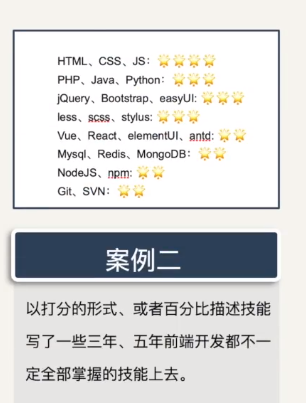 HTML、CSS、JS：🌟🌟🌟🌟
PHP、Java、Python：🌟🌟🌟
jQuery、Bootstrap、easyUI: 🌟🌟🌟
less、scss、stylus: 🌟🌟🌟
Vue、React、elementUI、antd: 🌟🌟
Mysql、Redis、MongoDB：🌟🌟
NodeJS、npm: 🌟🌟
Git、SVN：🌟🌟
案例二
以打分的形式、或者百分比描述技能
写了一些三年、五年前端开发都不一
定全部掌握的技能上去。